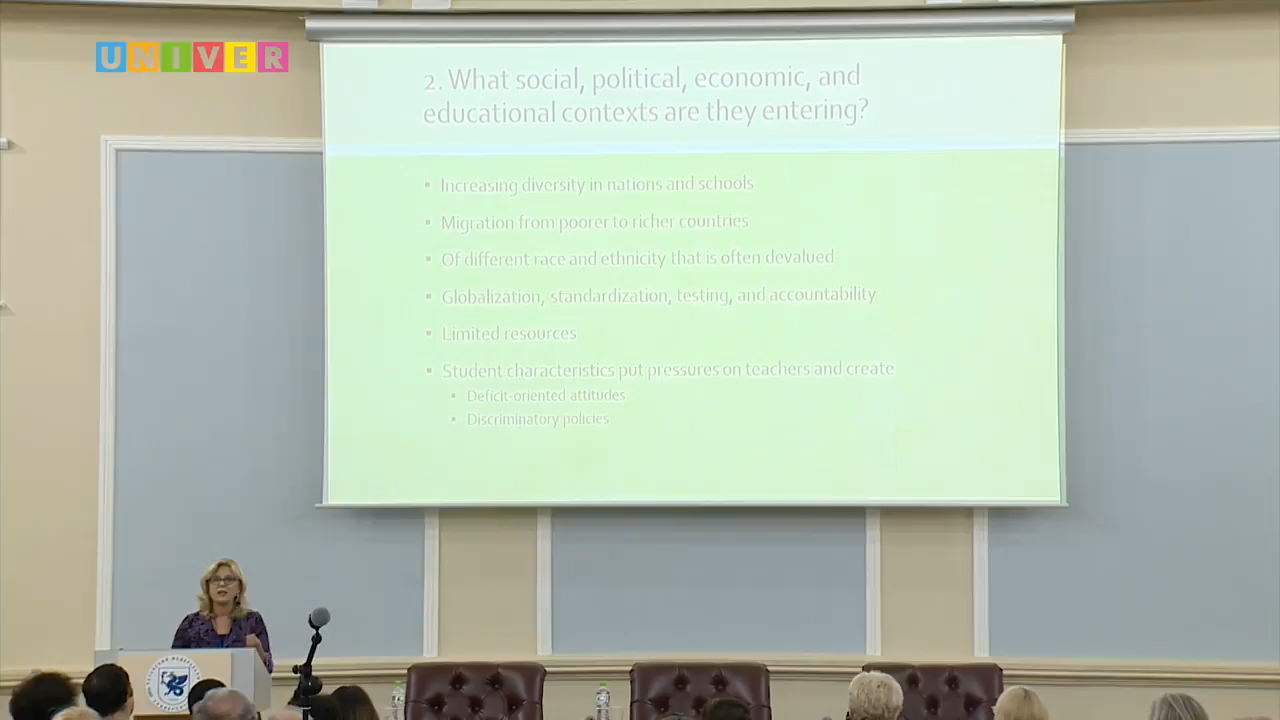 UNIVER
2. What social, political, economic, and
educational contexts are they entering?
▪ Increasing diversity in nations and schools
▪ Migration from poorer to richer countries
▪ Of different race and ethnicity that is often devalued
▪ Globalization, standardization, testing, and accountability
▪ Limited resources
▪ Student characteristics put pressures on teachers and create
▪ Deficit-oriented attitudes
▪ Discriminatory policies